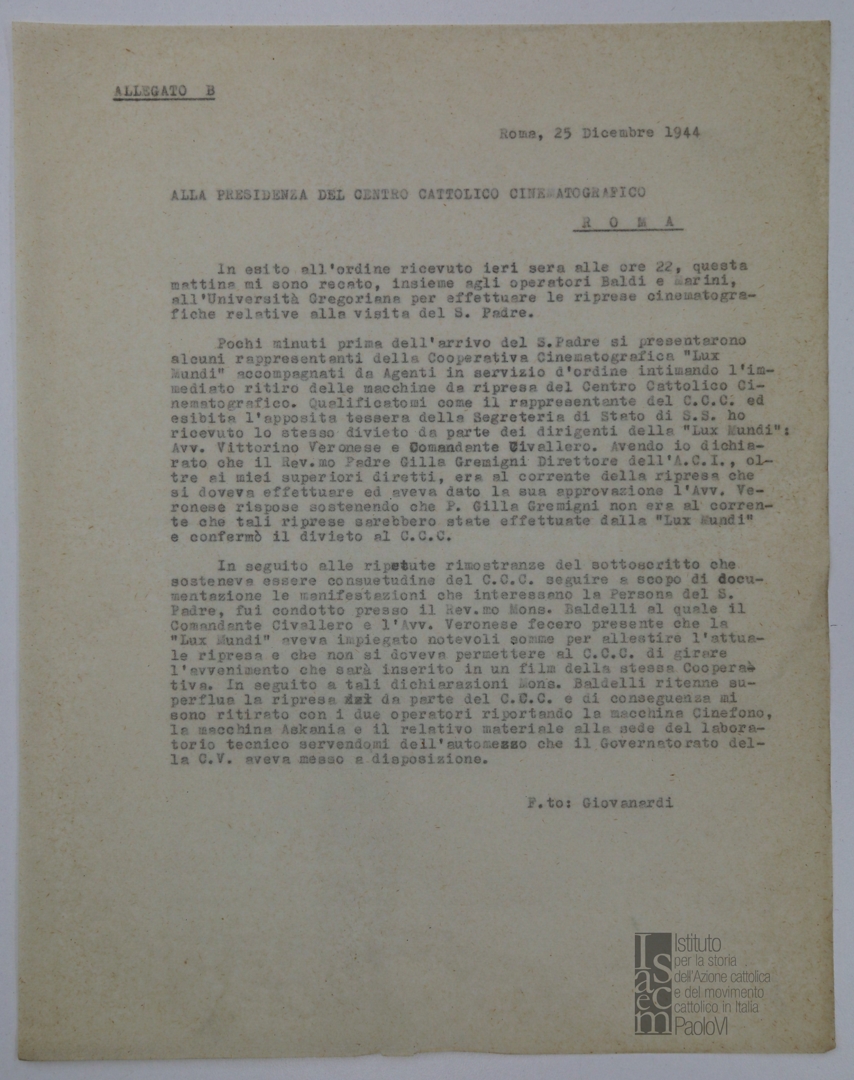 ALLEGATO B
Roma, 25 Dicembre 1944
ALLA PRESIDENZA DEL CENTRO CATTOLICO CINEMATOGRAFICO
R O M A
In esito all'ordine ricevuto ieri sera alle ore 22, questa
mattina mi sono recato, insieme agli operatori Baldi e Marini,
all'Università Gregoriana per effettuare le riprese cinematogra-
fiche relative alla visita del S. Padre.
Pochi minuti prima dell'arrivo del S.Padre si presentarono
alcuni rappresentanti della Cooperativa Cinematografica "Lux
Mundi" accompagnati da Agenti in servizio d'ordine intimando l'im-
mediato ritiro delle macchine da ripresa del Centro Cattolico Ci-
nematografico. Qualificatomi come il rappresentante del C.C.C. ed
esibita l'apposita tessera della Segreteria di Stato di S.S. ho
ricevuto lo stesso divieto da parte dei dirigenti della "Lux Mundi":
Avv. Vittorino Veronese e Comandante Civallero. Avendo io dichia-
rato che il Rev.mo Padre Gilla Gremigni Direttore dell'A.C.I., ol-
tre ai miei superiori diretti, era al corrente della ripresa che
si doveva effettuare ed aveva dato la sua approvazione l'Avv. Ve-
ronese rispose sostenendo che P. Gilla Gremigni non era al corren-
te che tali riprese sarebbero state effettuate dalla "Lux Mundi"
e confermò il divieto al C.C.C.
In seguito alle ripetute rimostranze del sottoscritto che
sosteneva essere consuetudine del C.C.C. seguire a scopo di docu-
mentazione le manifestazioni che interessano la Persona del S.
Padre, fui condotto presso il Rev.mo Mons. Baldelli al quale il
Comandante Civallero e l'Avv. Veronese fecero presente che la
"Lux Mundi" aveva impiegato notevoli somme per allestire l'attua-
le ripresa e che non si doveva permettere al C.C.C. di girare
l'avvenimento che sarà inserito in un film della stessa Coopera-
tiva. In seguito a tali dichiarazioni Mons. Baldelli ritenne su-
perflua la ripresa da parte del C.C.C. e di conseguenza mi
sono ritirato con i due operatori riportando la macchina Cinefono,
la macchina Askania e il relativo materiale alla sede del labora-
torio tecnico servendomi dell'automezzo che il Governatorato del-
la C.V. aveva messo a disposizione.
F.to: Giovanardi
Isacem
Istituto
per la storia
dell'Azione cattolica
e del movimento
cattolico in Italia
PaoloVI